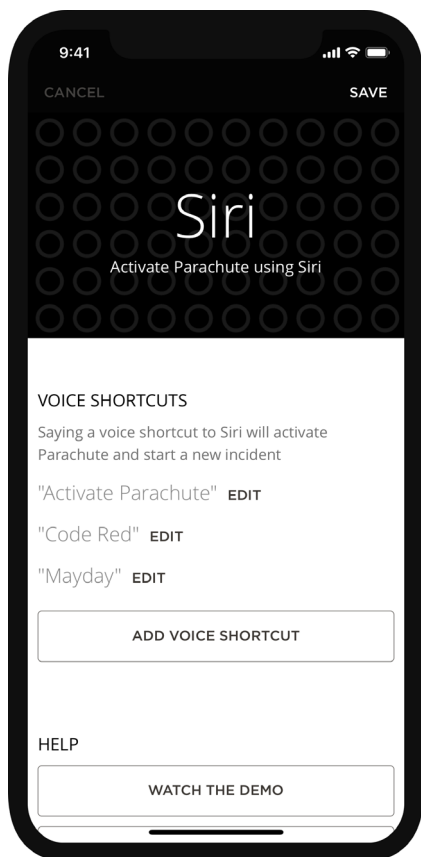 9:41
CANCEL SAVE
Siri
Activate Parachute using Siri
VOICE SHORTCUTS
Saying a voice shortcut to Siri will activate
Parachute and start a new incident
"Activate Parachute" EDIT
"Code Red" EDIT
"Mayday" EDIT
ADD VOICE SHORTCUT
HELP
WATCH THE DEMO